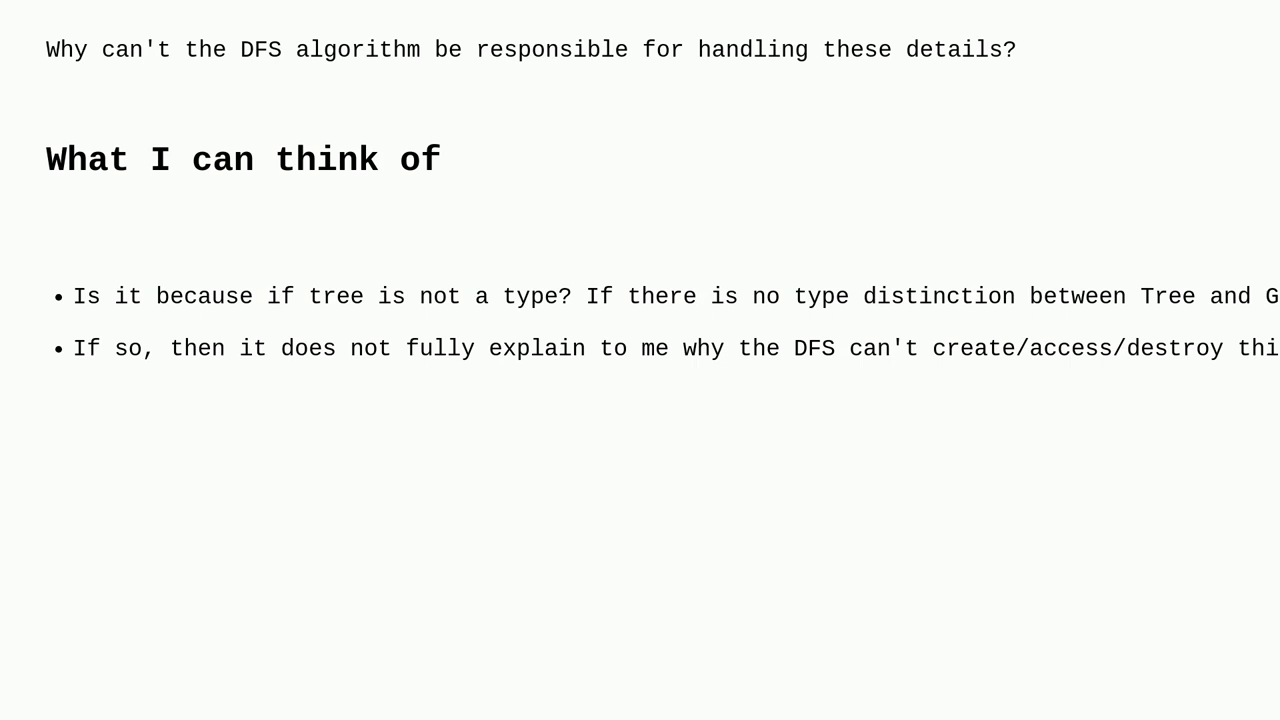 Why can't the DFS algorithm be responsible for handling these details?
What I can think of
• Is it because if tree is not a type? If there is no type distinction between Tree and G
• If so, then it does not fully explain to me why the DFS can't create/access/destroy thi